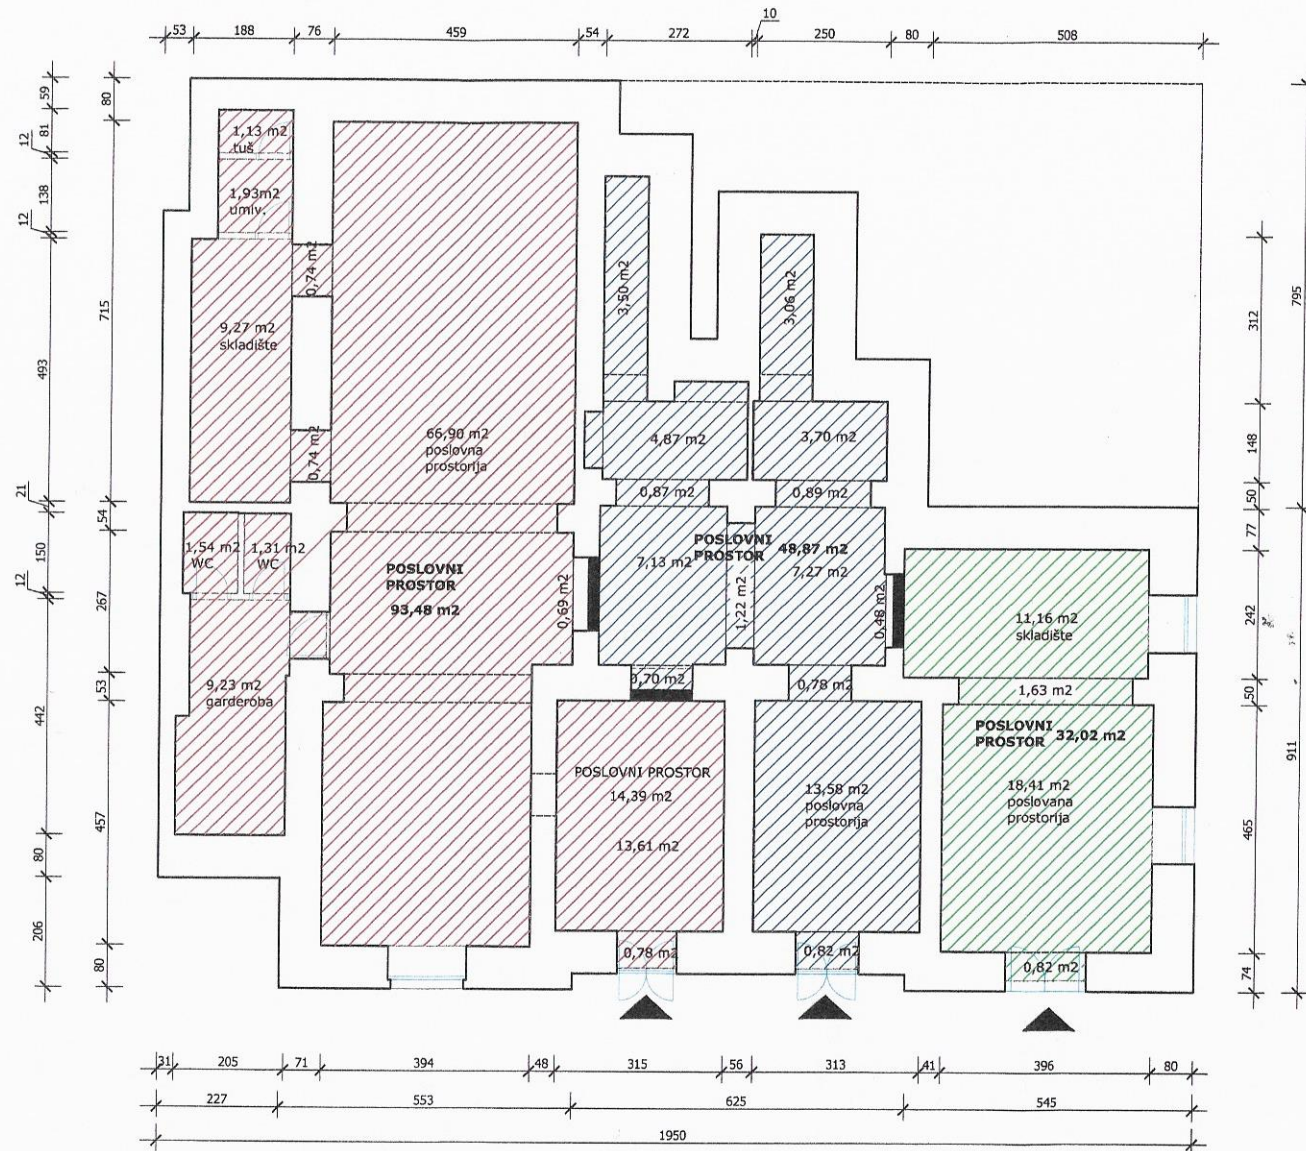 10
53 188 76 459 54 272 250 80 508
59
80
81
12
138
12
493
715
21
54
150
12
267
53
442
457
80
206
80
1,13 m2
tuš
1,93m2
umiv.
0,74 m2
9,27 m2
skladište
0,74 m2
66,90 m2
poslovna
prostorija
1,54 m2
WC
1,31 m2
WC
POSLOVNI
PROSTOR
93,48 m2
9,23 m2
garderoba
0,69 m2
3,50 m2
3,06 m2
4,87 m2
3,70 m2
0,87 m2
0,89 m2
POSLOVNI
PROSTOR 48,87 m2
7,13 m2
7,27 m2
1,22 m2
0,48 m2
0,70 m2
0,78 m2
POSLOVNI PROSTOR
14,39 m2
13,61 m2
0,78 m2
13,58 m2
poslovna
prostorija
0,82 m2
11,16 m2
skladište
1,63 m2
POSLOVNI
PROSTOR 32,02 m2
18,41 m2
poslovana
prostorija
0,82 m2
312
795
148
50
77
242
50
911
465
74
31 205 71 394 48 315 56 313 41 396 80
227 553 625 545
1950